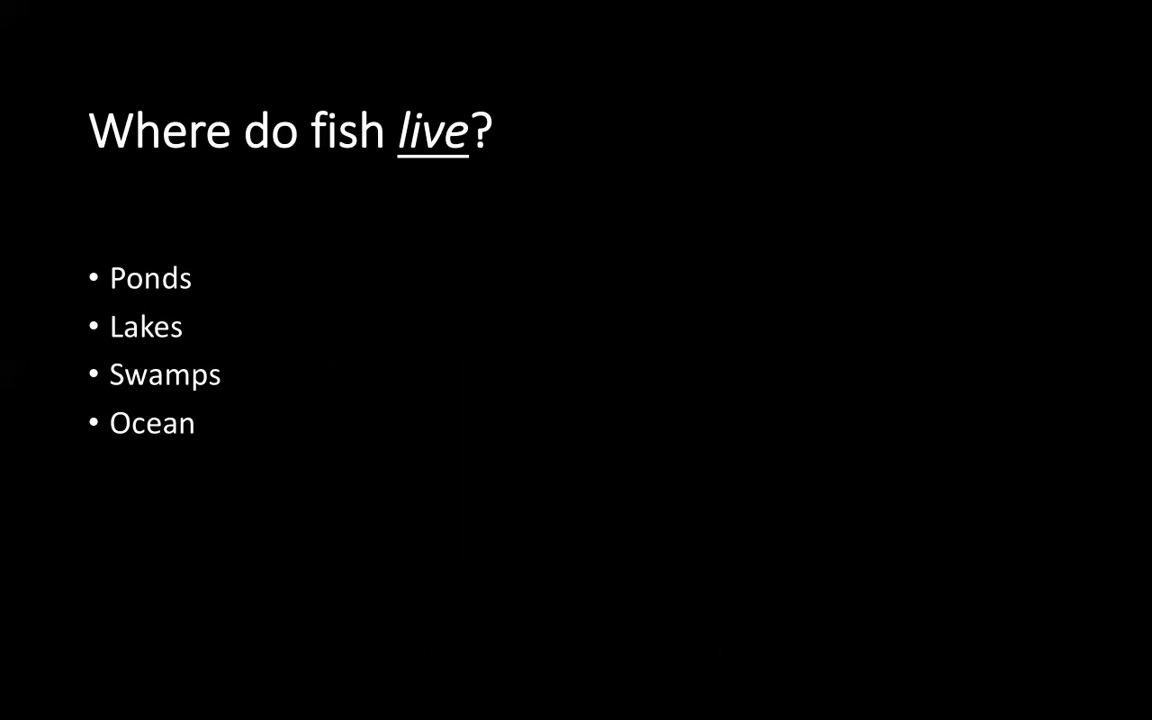 Where do fish live?
• Ponds
• Lakes
• Swamps
• Ocean